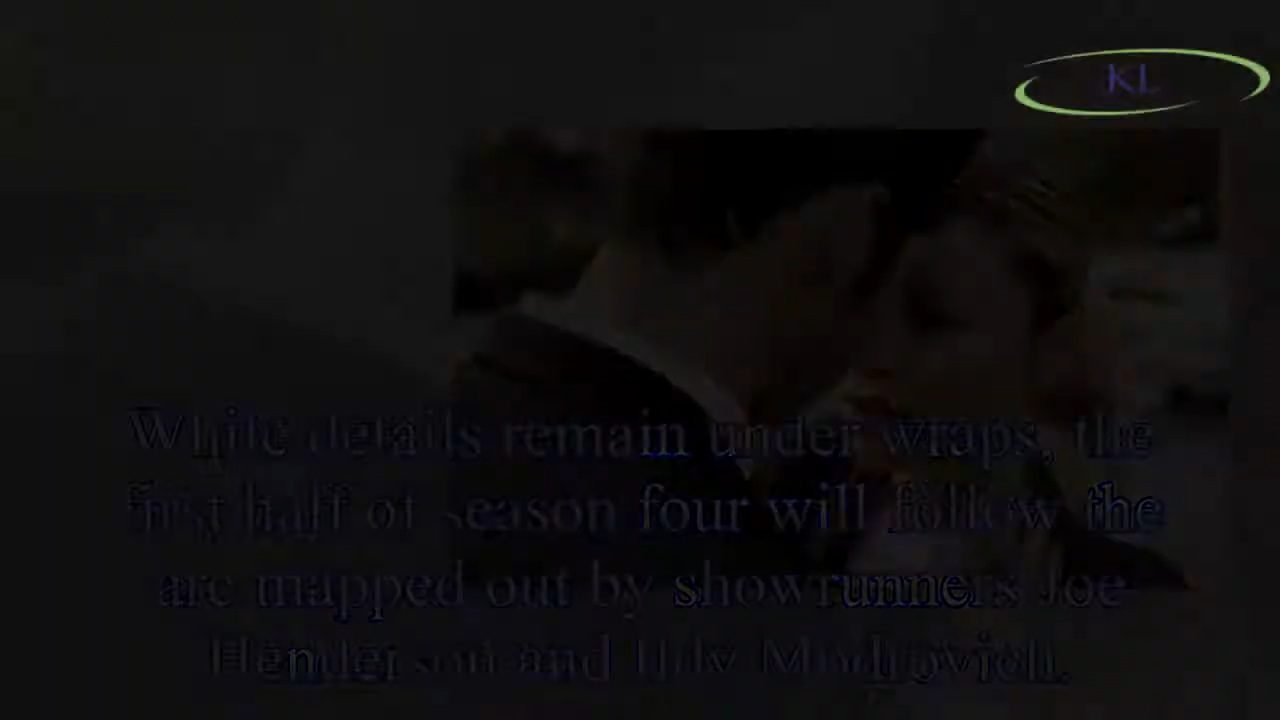 KL
While details remain under wraps, the
first half of season four will follow the
arc mapped out by showrunners Joe
Henderson and Ildy Modrovich.